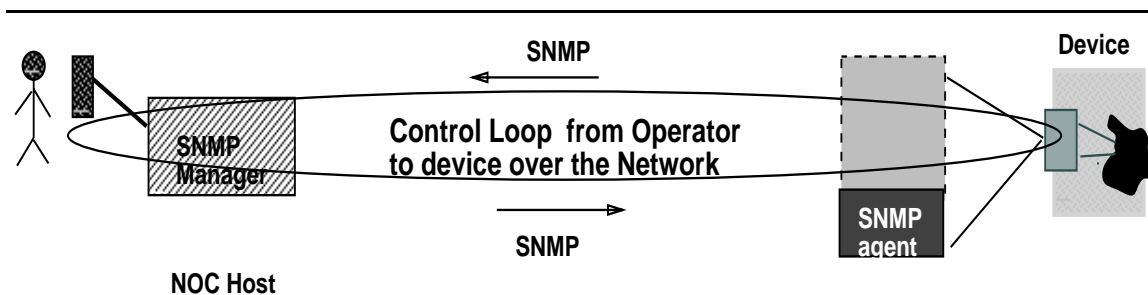 SNMP
Device
SNMP
Manager
Control Loop from Operator
to device over the Network
SNMP
agent
SNMP
NOC Host